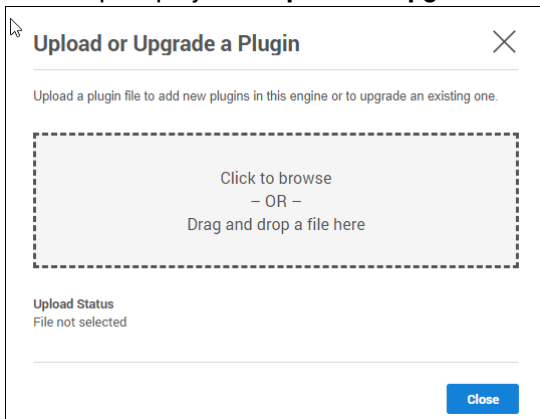 Upload or Upgrade a Plugin
Upload a plugin file to add new plugins in this engine or to upgrade an existing one.
Click to browse
– OR –
Drag and drop a file here
Upload Status
File not selected
Close